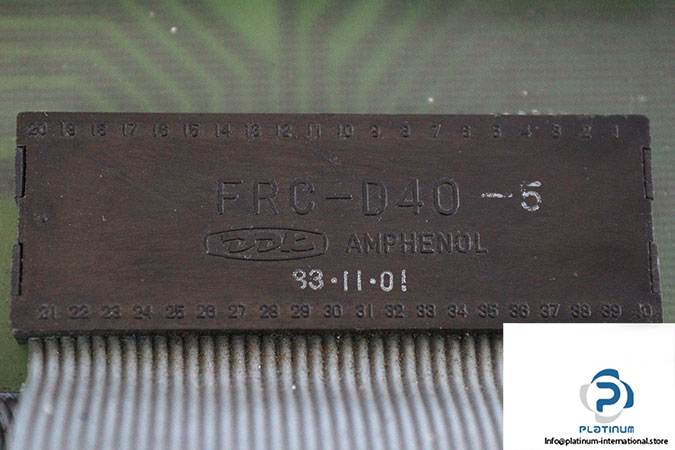 20 19 18 17 16 15 14 13 12 11 10 9 8 7 6 5 4 3 2 1
FRC-D40-5
DDK AMPHENOL
83·11·01
21 22 23 24 25 26 27 28 29 30 31 32 33 34 35 36 37 38 39 40
P
PLATINUM
Info@platinum-international.store